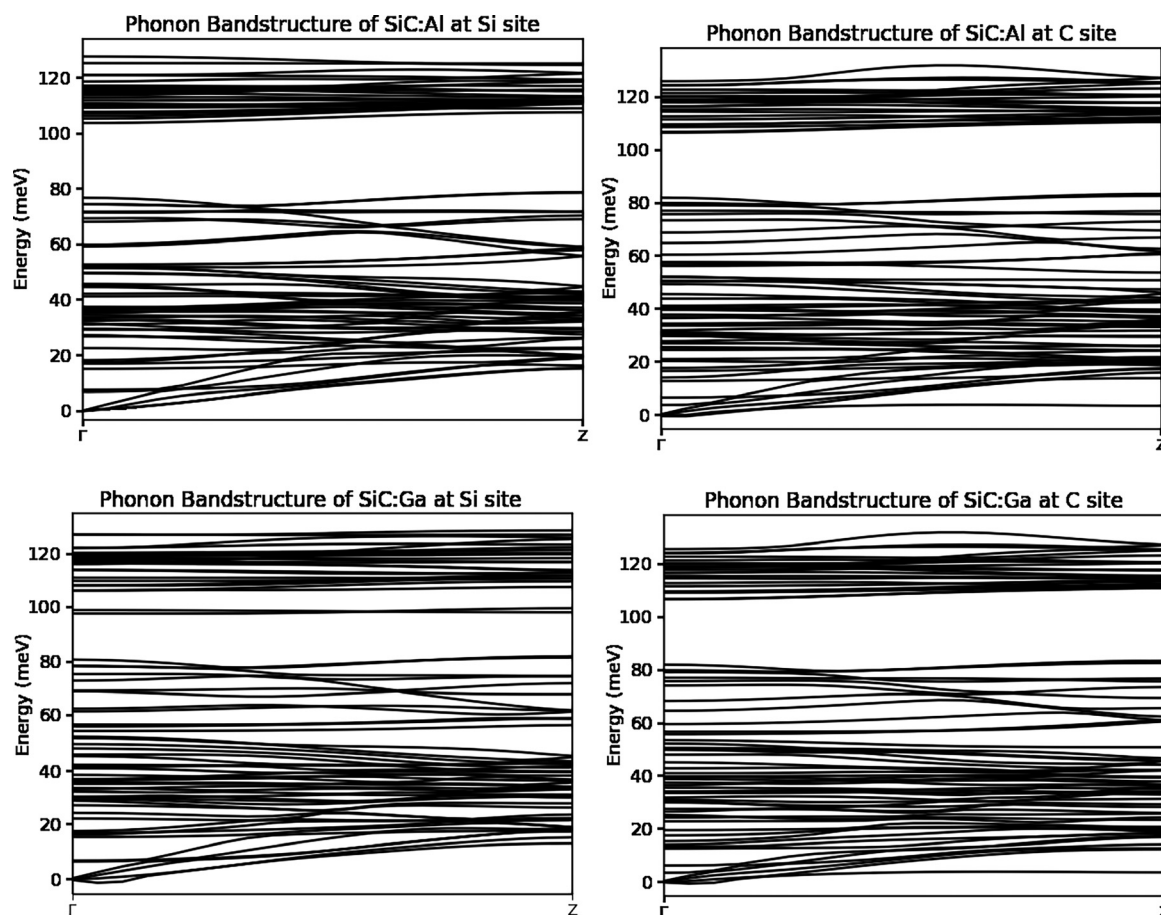 Phonon Bandstructure of SiC:Al at Si site
120
100
80
60
40
20
0
Energy (meV)
Γ
Z
Phonon Bandstructure of SiC:Al at C site
120
100
80
60
40
20
0
Energy (meV)
Γ
Z
Phonon Bandstructure of SiC:Ga at Si site
120
100
80
60
40
20
0
Energy (meV)
Γ
Z
Phonon Bandstructure of SiC:Ga at C site
120
100
80
60
40
20
0
Energy (meV)
Γ